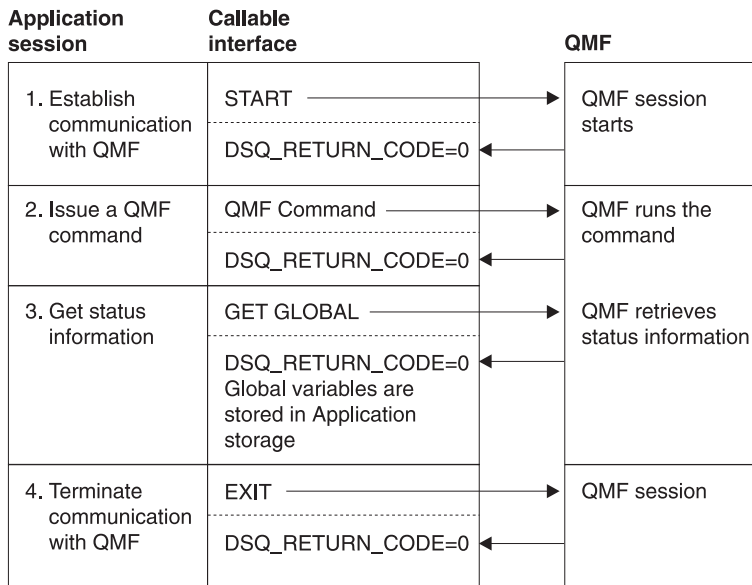 Application
session
Callable
interface
QMF
1. Establish
communication
with QMF
START
DSQ_RETURN_CODE=0
QMF session
starts
2. Issue a QMF
command
QMF Command
DSQ_RETURN_CODE=0
QMF runs the
command
3. Get status
information
GET GLOBAL
DSQ_RETURN_CODE=0
Global variables are
stored in Application
storage
QMF retrieves
status information
4. Terminate
communication
with QMF
EXIT
DSQ_RETURN_CODE=0
QMF session